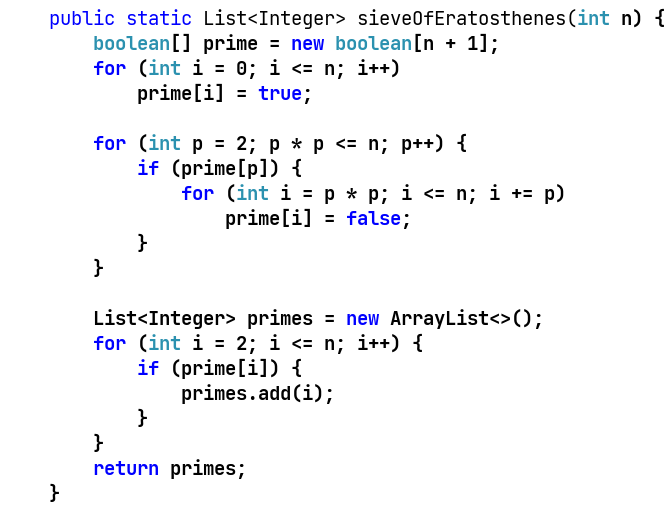 public static List<Integer> sieveOfEratosthenes(int n) {
    boolean[] prime = new boolean[n + 1];
    for (int i = 0; i <= n; i++)
        prime[i] = true;

    for (int p = 2; p * p <= n; p++) {
        if (prime[p]) {
            for (int i = p * p; i <= n; i += p)
                prime[i] = false;
        }
    }

    List<Integer> primes = new ArrayList<>();
    for (int i = 2; i <= n; i++) {
        if (prime[i]) {
            primes.add(i);
        }
    }
    return primes;
}